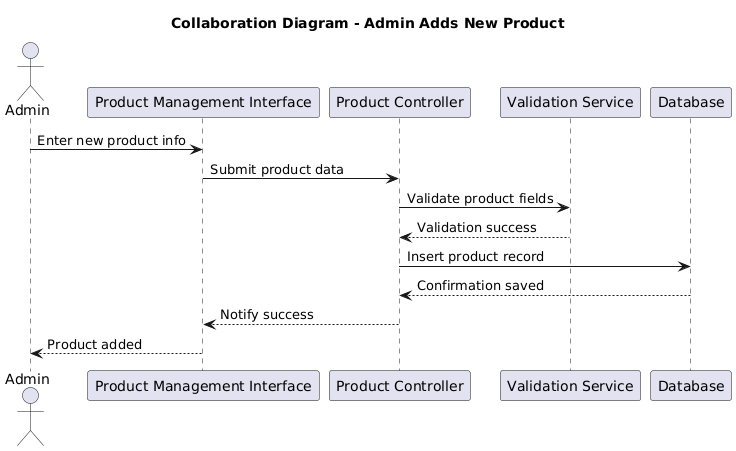 Collaboration Diagram - Admin Adds New Product
Admin
Product Management Interface
Product Controller
Validation Service
Database
Enter new product info
Submit product data
Validate product fields
Validation success
Insert product record
Confirmation saved
Notify success
Product added
Admin
Product Management Interface
Product Controller
Validation Service
Database